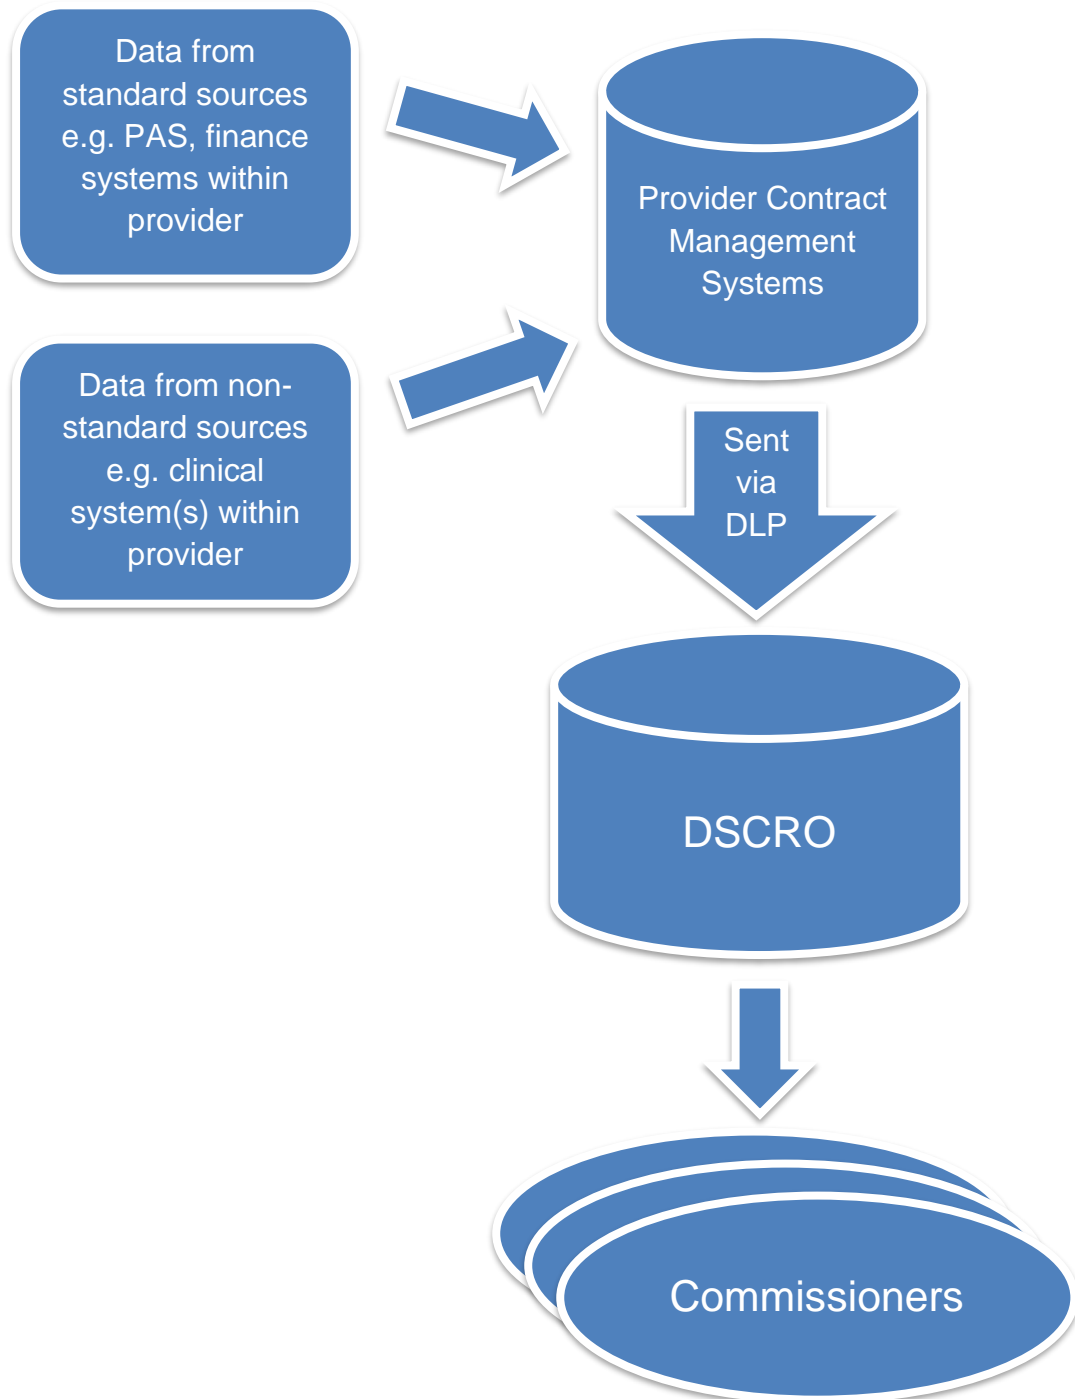 Data from
standard sources
e.g. PAS, finance
systems within
provider
Provider Contract
Management
Systems
Data from non-
standard sources
e.g. clinical
system(s) within
provider
Sent
via
DLP
DSCRO
Commissioners